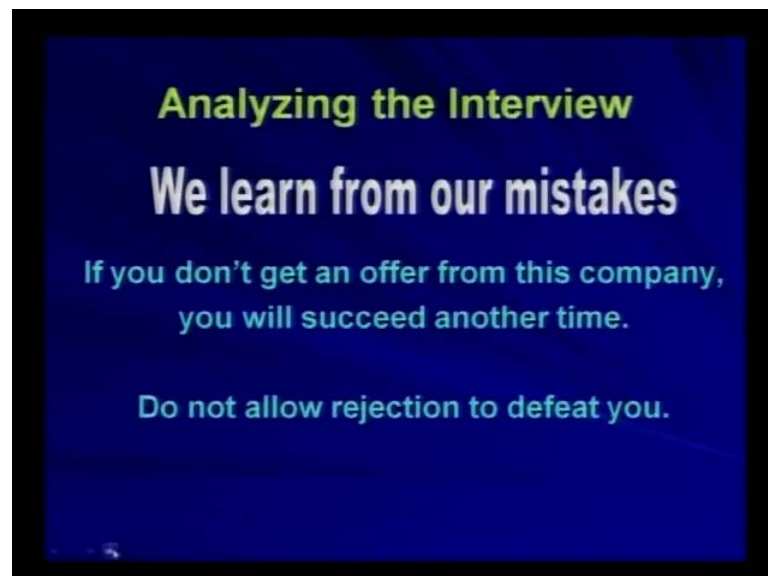 Analyzing the Interview
We learn from our mistakes
If you don't get an offer from this company,
you will succeed another time.
Do not allow rejection to defeat you.